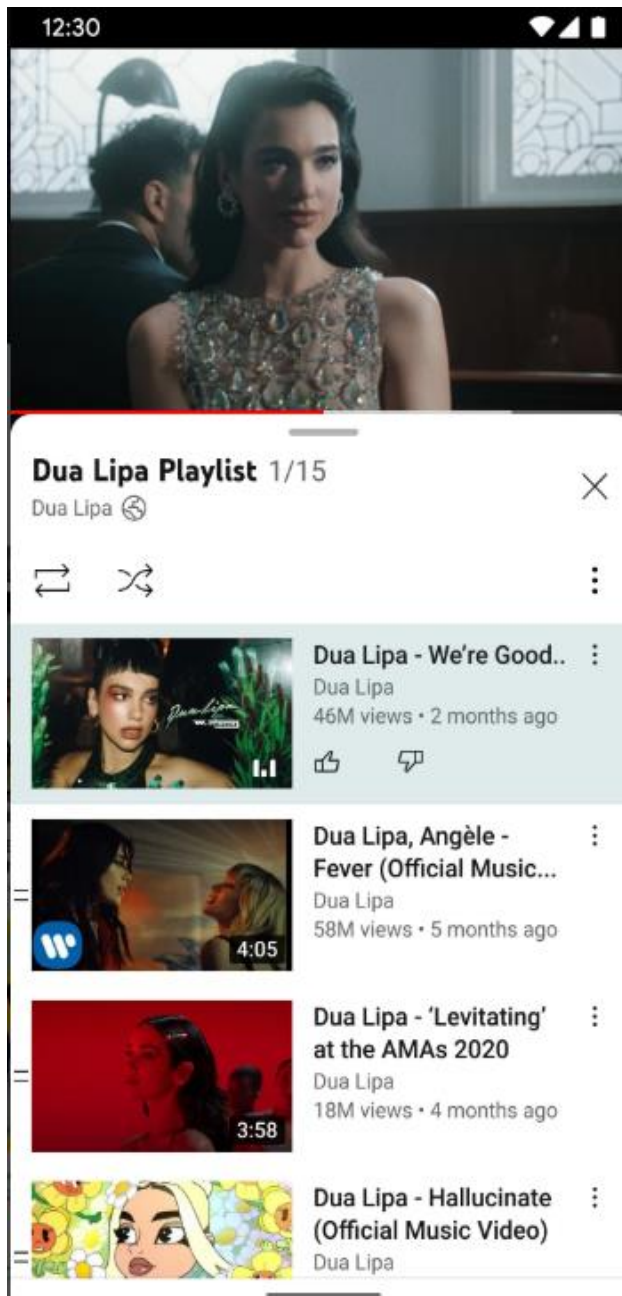 12:30
Dua Lipa Playlist 1/15
Dua Lipa
Dua Lipa - We’re Good..
Dua Lipa
46M views • 2 months ago
Dua Lipa
Dua Lipa, Angèle -
Fever (Official Music...
Dua Lipa
58M views • 5 months ago
4:05
Dua Lipa - ‘Levitating’
at the AMAs 2020
Dua Lipa
18M views • 4 months ago
3:58
Dua Lipa - Hallucinate
(Official Music Video)
Dua Lipa